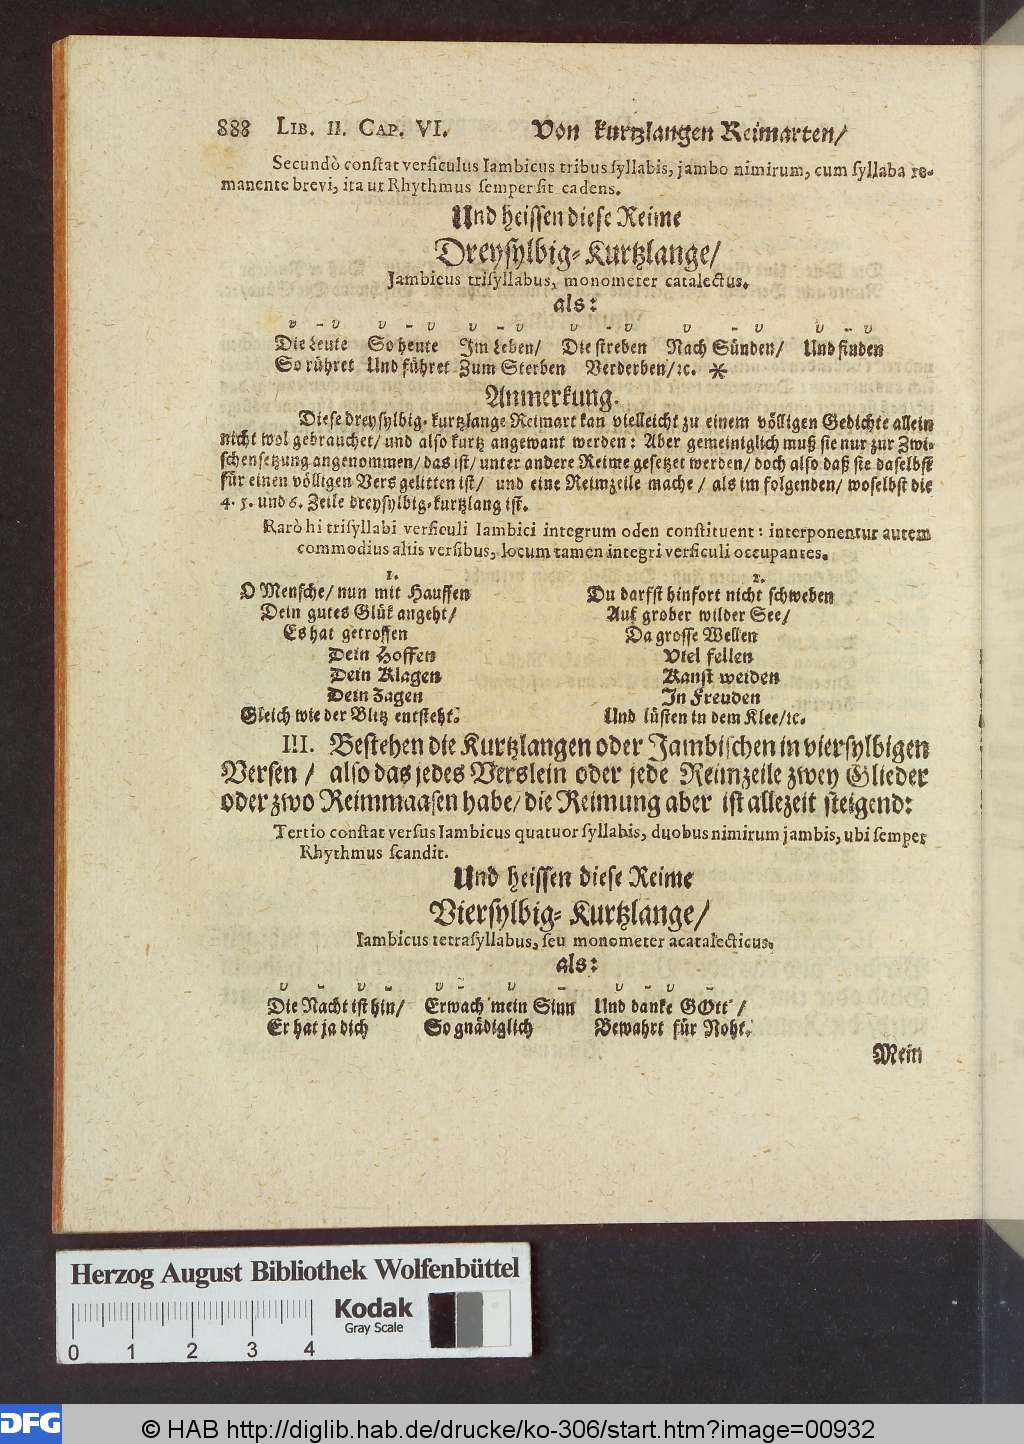 888 LIB. II. CAP. VI. Von kurtzlangen Reimarten/
Secundò constat versiculus Iambicus tribus syllabis, jambo nimirum, cum syllaba re-
manente brevi, ita ut Rhythmus semper sit cadens.
Und heissen diese Reime
Dreysylbig-Kurtzlange/
Jambicus trisyllabus, monometer catalectus.
als:
Die Leute So heute Im Leben/ Die streben Nach Sünden/ Und finden
So rühret Und führet Zum Sterben Verderben/ꝛc. *
Anmerkung.
Diese dreysylbig-kurtzlange Reimart kan vielleicht zu einem völligen Gedichte allein
nicht wol gebrauchet/ und also kurtz angewant werden: Aber gemeiniglich muß sie nur zur Zwi-
schensetzung angenommen/ das ist/ unter andere Reime gesetzet werden/ doch also daß sie daselbst
für einen völligen Vers gelitten ist/ und eine Reimzeile mache/ als im folgenden/ woselbst die
4. 5. und 6. Zeile dreysylbig-kurtzlang ist.
Rarò hi trisyllabi versiculi Iambici integrum oden constituent: interponentur autem
commodius aliis versibus, locum tamen integri versiculi occupantes.
1.
O Mensche/ nun mit Hauffen
Dein gutes Glük angeht/
Es hat getroffen
Dein Hoffen
Dein Klagen
Dein Zagen
Gleich wie der Blitz entsteht.
2.
Du darfst hinfort nicht schweben
Auf grober wilder See/
Da grosse Wellen
Viel fellen
Kanst weiden
In Freuden
Und lüsten in dem Klee/ꝛc.
III. Bestehen die Kurtzlangen oder Jambischen in viersylbigen
Versen/ also das jedes Verslein oder jede Reimzeile zwey Glieder
oder zwo Reimmaasen habe/ die Reimung aber ist allezeit steigend:
Tertio constat versus Iambicus quatuor syllabis, duobus nimirum jambis, ubi semper
Rhythmus scandit.
Und heissen diese Reime
Viersylbig-Kurtzlange/
Iambicus tetrasyllabus, seu monometer acatalecticus.
als:
Die Nacht ist hin/ Erwach mein Sinn Und danke GOtt/
Er hat ja dich So gnädiglich Bewahrt für Noht.
Mein
Herzog August Bibliothek Wolfenbüttel
Kodak
Gray Scale
0 1 2 3 4
DFG © HAB http://diglib.hab.de/drucke/ko-306/start.htm?image=00932